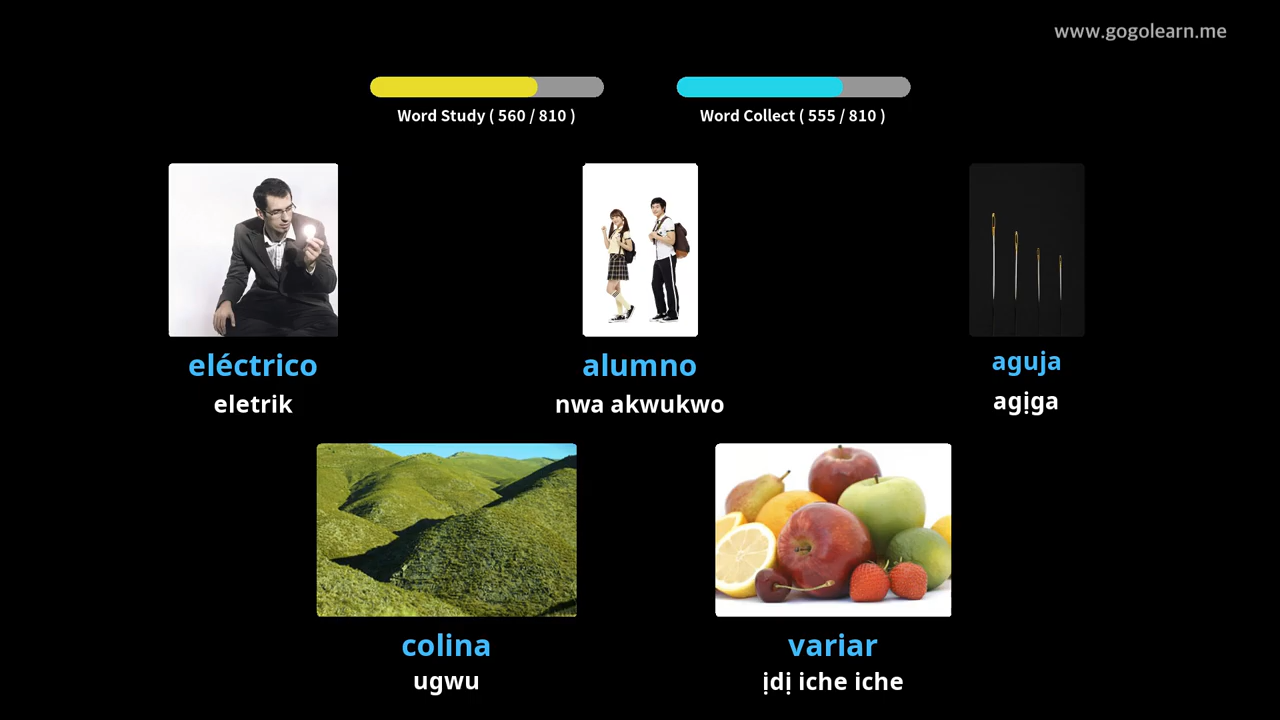 www.gogolearn.me
Word Study ( 560 / 810 )
Word Collect ( 555 / 810 )
eléctrico
eletrik
alumno
nwa akwukwo
aguja
agịga
colina
ugwu
variar
ịdị iche iche